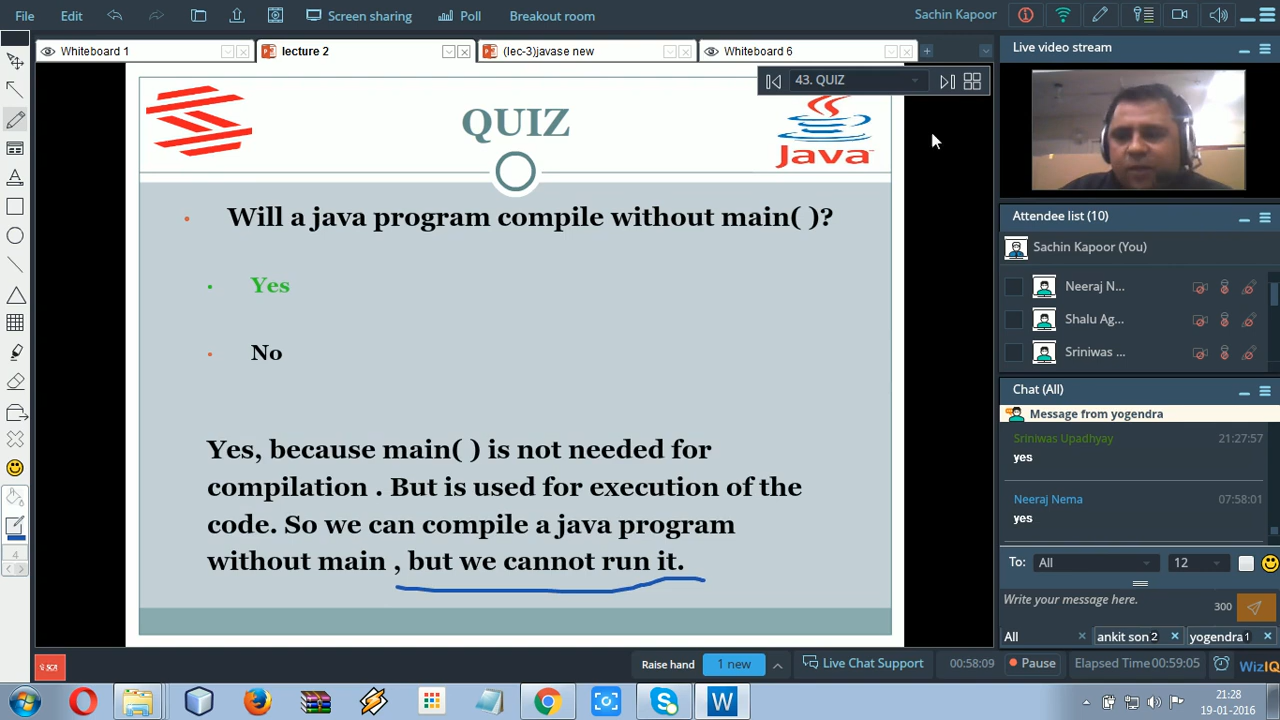 File Edit Screen sharing Poll Breakout room Sachin Kapoor
Whiteboard 1 lecture 2 (lec-3)javase new Whiteboard 6
43. QUIZ
QUIZ
Java
Will a java program compile without main( )?
Yes
No
Yes, because main( ) is not needed for
compilation . But is used for execution of the
code. So we can compile a java program
without main , but we cannot run it.
Live video stream
Attendee list (10)
Sachin Kapoor (You)
Neeraj N...
Shalu Ag...
Sriniwas ...
Chat (All)
Message from yogendra
Sriniwas Upadhyay 21:27:57
yes
Neeraj Nema 07:58:01
yes
To: All 12
Write your message here. 300
All ankit son 2 yogendra 1
4
Raise hand 1 new Live Chat Support 00:58:09 Pause Elapsed Time 00:59:05 WizIQ
21:28
19-01-2016